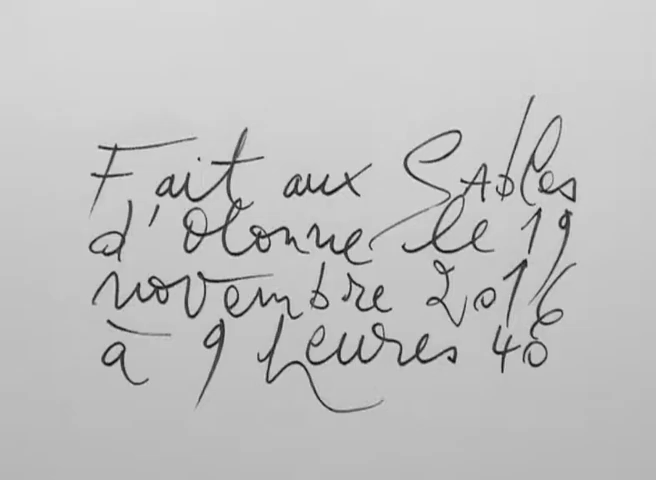 Fait aux Sables
d'Olonne le 19
novembre 2016
à 9 heures 40